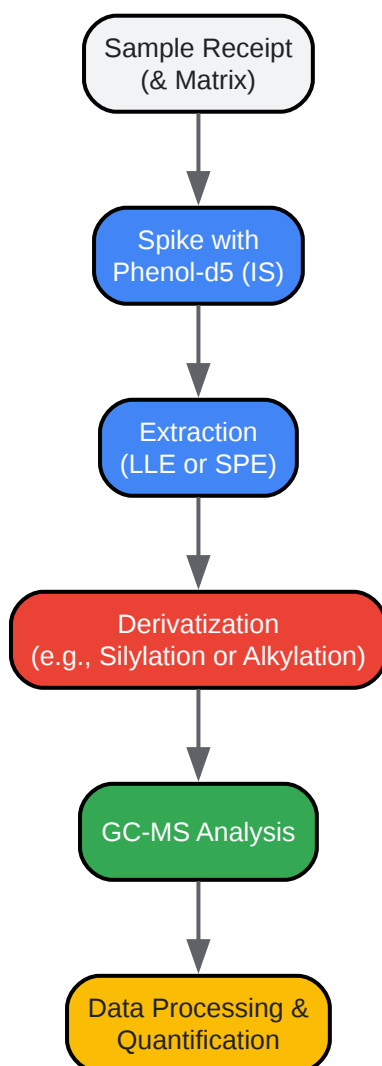 Sample Receipt
(& Matrix)
Spike with
Phenol-d5 (IS)
Extraction
(LLE or SPE)
Derivatization
(e.g., Silylation or Alkylation)
GC-MS Analysis
Data Processing &
Quantification